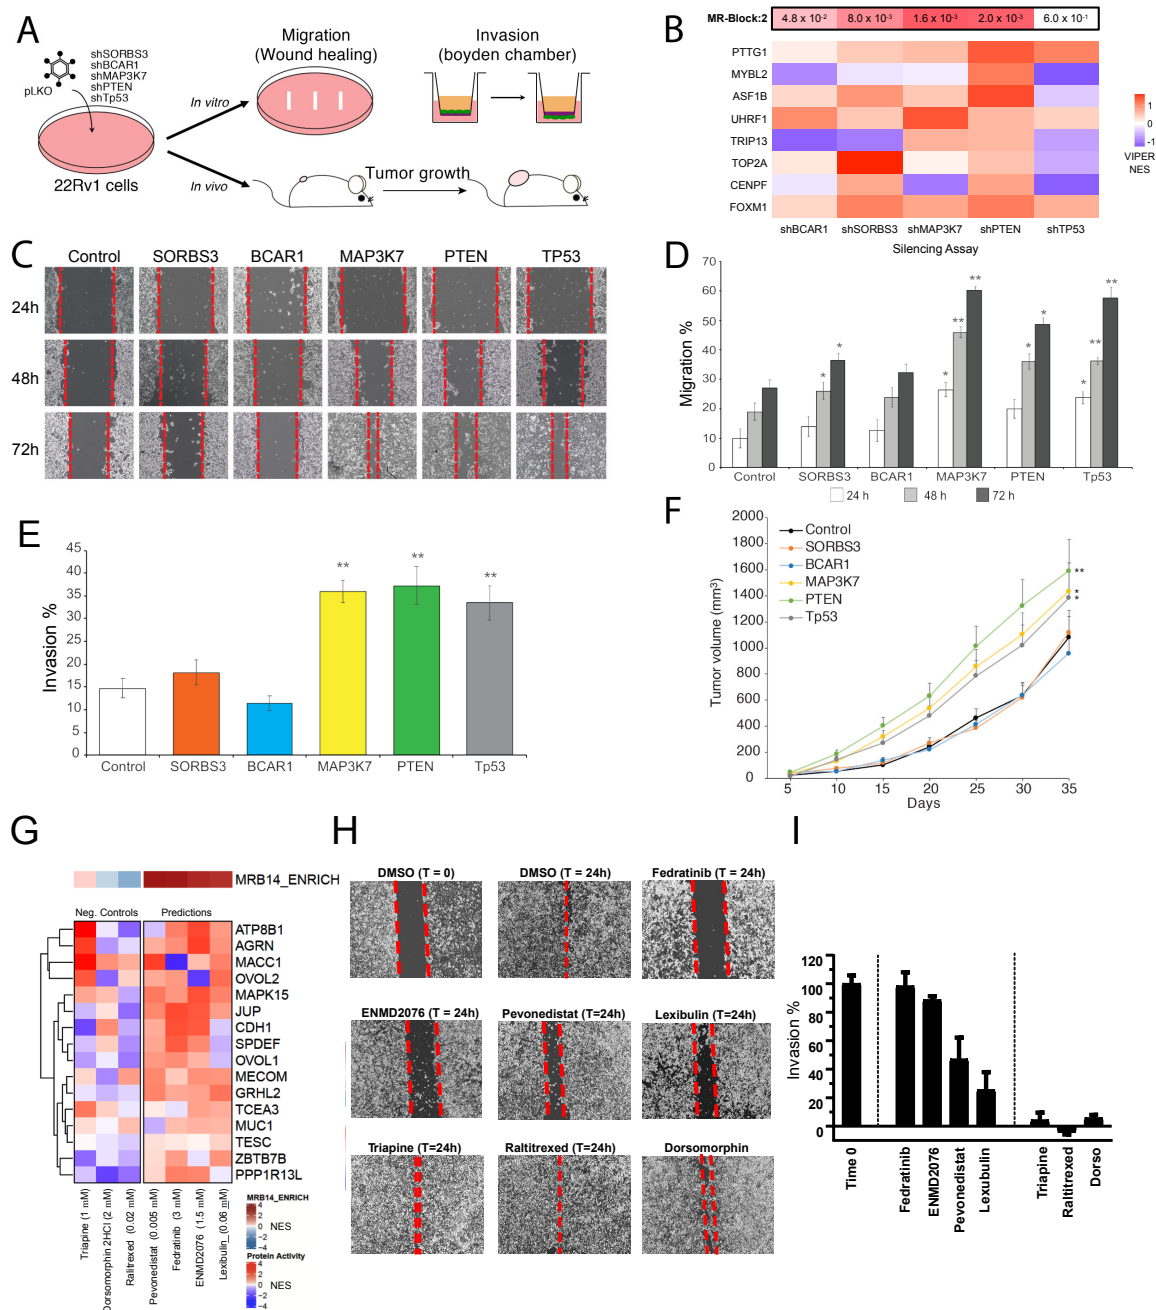 A
shSORBS3
shBCAR1
shMAP3K7
shPTEN
shTp53
pLKO
22Rv1 cells
In vitro
In vivo
Migration
(Wound healing)
Invasion
(boyden chamber)
Tumor growth
B
MR-Block:2 4.8 x 10-2 8.0 x 10-3 1.6 x 10-3 2.0 x 10-3 6.0 x 10-1
PTTG1
MYBL2
ASF1B
UHRF1
TRIP13
TOP2A
CENPF
FOXM1
shBCAR1 shSORBS3 shMAP3K7 shPTEN shTP53
Silencing Assay
1
0
-1
VIPER
NES
C
Control SORBS3 BCAR1 MAP3K7 PTEN TP53
24h
48h
72h
D
Migration %
70
60
50
40
30
20
10
0
* ** * ** ** * * * ** **
Control SORBS3 BCAR1 MAP3K7 PTEN Tp53
24 h 48 h 72 h
E
Invasion %
45
40
35
30
25
20
15
10
5
0
** ** **
Control SORBS3 BCAR1 MAP3K7 PTEN Tp53
F
Tumor volume (mm3)
2000
1800
1600
1400
1200
1000
800
600
400
200
0
Control
SORBS3
BCAR1
MAP3K7
PTEN
Tp53
**
*
*
5 10 15 20 25 30 35
Days
G
MRB14_ENRICH
Neg. Controls Predictions
ATP8B1
AGRN
MACC1
OVOL2
MAPK15
JUP
CDH1
SPDEF
OVOL1
MECOM
GRHL2
TCEA3
MUC1
TESC
ZBTB7B
PPP1R13L
Triapine (1 mM)
Dorsomorphin 2HCl (2 mM)
Ralitrexed (0.02 mM)
Pevonedistat (0.005 mM)
Fedratinib (3 mM)
ENMD2076 (1.5 mM)
Lexibulin_ (0.06 mM)
MRB14_ENRICH
4
2
0 NES
−2
−4
Protein Activity
4
2
0 NES
−2
−4
H
DMSO (T = 0) DMSO (T = 24h) Fedratinib (T = 24h)
ENMD2076 (T = 24h) Pevonedistat (T=24h) Lexibulin (T=24h)
Triapine (T=24h) Raltitrexed (T=24h) Dorsomorphin
I
Invasion %
120
100
80
60
40
20
0
Time 0
Fedratinib
ENMD2076
Pevonedistat
Lexubulin
Triapine
Raltlitrexed
Dorso